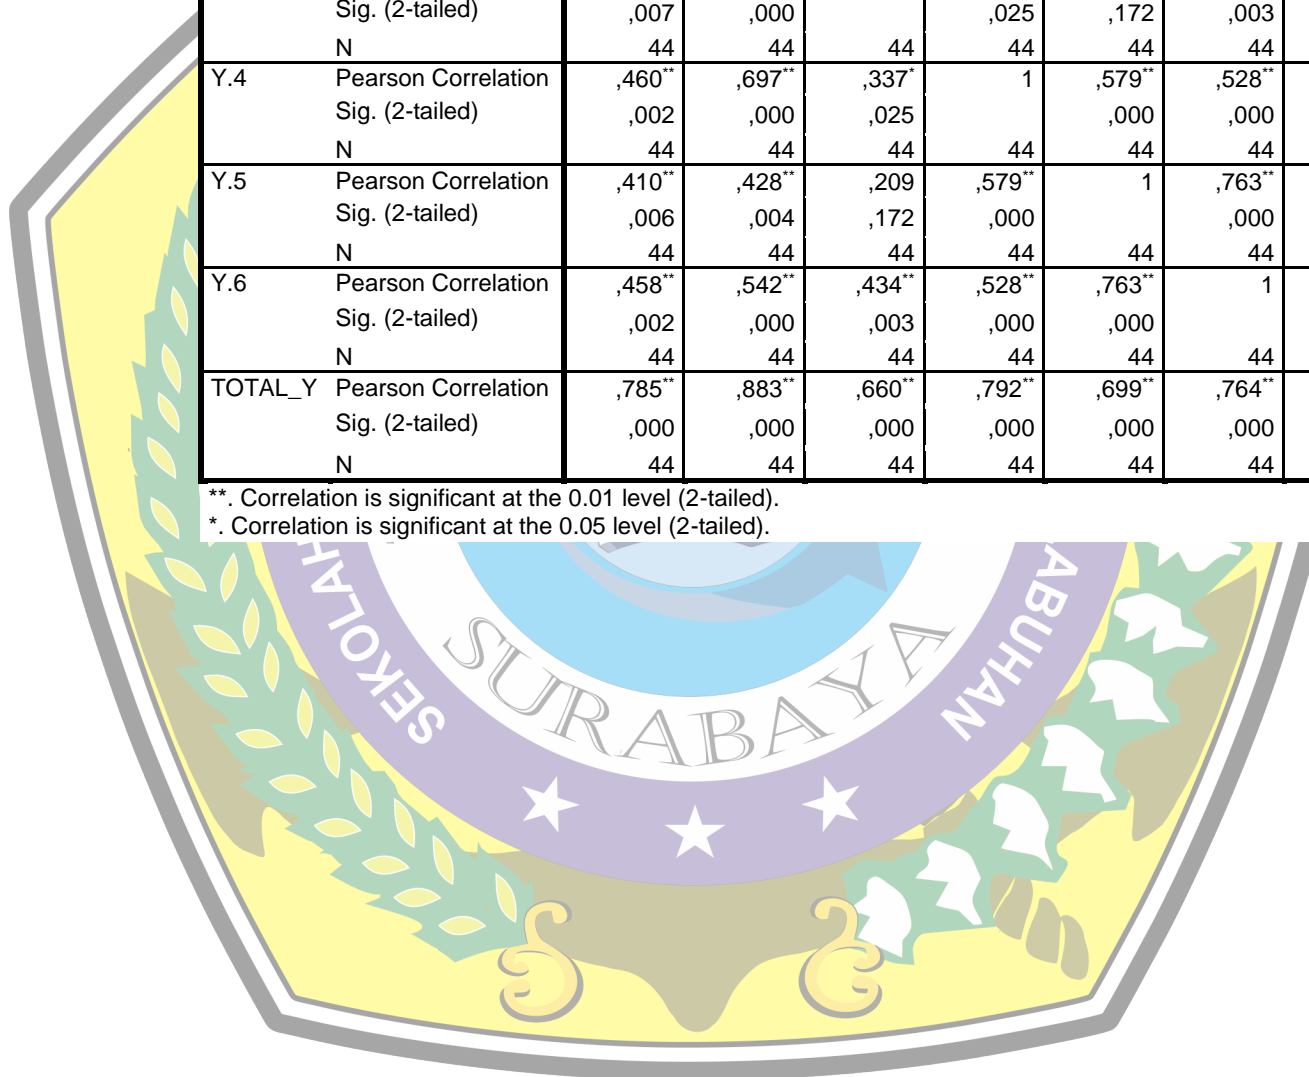 Sig. (2-tailed) ,007 ,000 ,025 ,172 ,003
N 44 44 44 44 44 44
Y.4 Pearson Correlation ,460** ,697** ,337* 1 ,579** ,528**
Sig. (2-tailed) ,002 ,000 ,025 ,000 ,000
N 44 44 44 44 44 44
Y.5 Pearson Correlation ,410** ,428** ,209 ,579** 1 ,763**
Sig. (2-tailed) ,006 ,004 ,172 ,000 ,000
N 44 44 44 44 44 44
Y.6 Pearson Correlation ,458** ,542** ,434** ,528** ,763** 1
Sig. (2-tailed) ,002 ,000 ,003 ,000 ,000
N 44 44 44 44 44 44
TOTAL_Y Pearson Correlation ,785** ,883** ,660** ,792** ,699** ,764**
Sig. (2-tailed) ,000 ,000 ,000 ,000 ,000 ,000
N 44 44 44 44 44 44
**. Correlation is significant at the 0.01 level (2-tailed).
*. Correlation is significant at the 0.05 level (2-tailed).
SEKOLAH
ABUHAN
SURABAYA